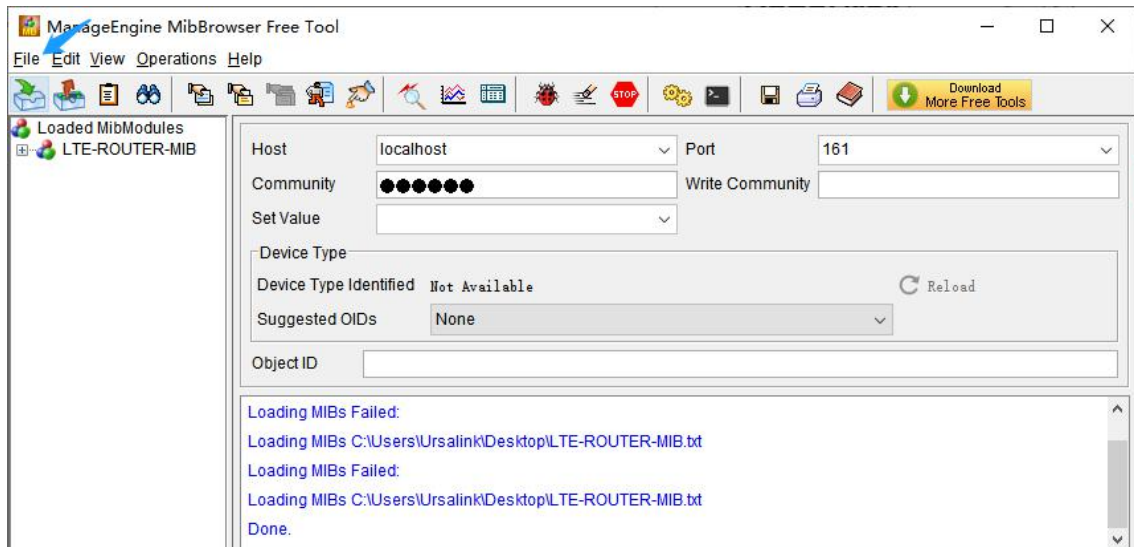 ManageEngine MibBrowser Free Tool
File Edit View Operations Help
STOP
Download
More Free Tools
Loaded MibModules
LTE-ROUTER-MIB
Host localhost Port 161
Community ●●●●●● Write Community
Set Value
Device Type
Device Type Identified Not Available Reload
Suggested OIDs None
Object ID
Loading MIBs Failed:
Loading MIBs C:\Users\Ursalink\Desktop\LTE-ROUTER-MIB.txt
Loading MIBs Failed:
Loading MIBs C:\Users\Ursalink\Desktop\LTE-ROUTER-MIB.txt
Done.